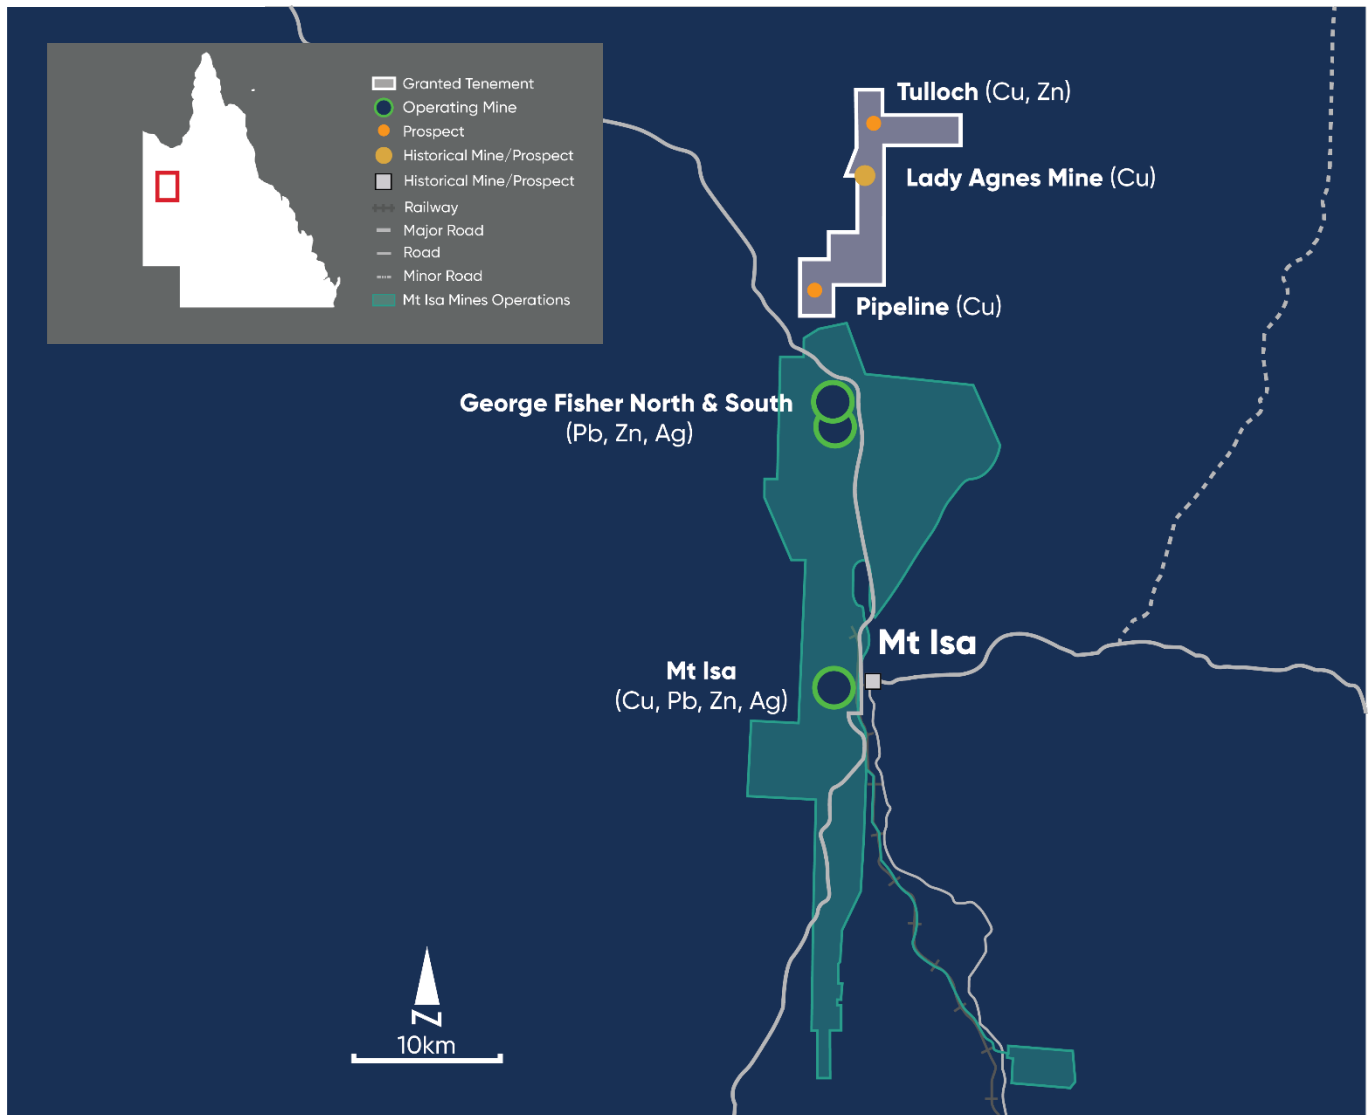 Granted Tenement
Operating Mine
Prospect
Historical Mine/Prospect
Historical Mine/Prospect
Railway
Major Road
Road
Minor Road
Mt Isa Mines Operations
Tulloch (Cu, Zn)
Lady Agnes Mine (Cu)
Pipeline (Cu)
George Fisher North & South
(Pb, Zn, Ag)
Mt Isa
Mt Isa
(Cu, Pb, Zn, Ag)
N
10km